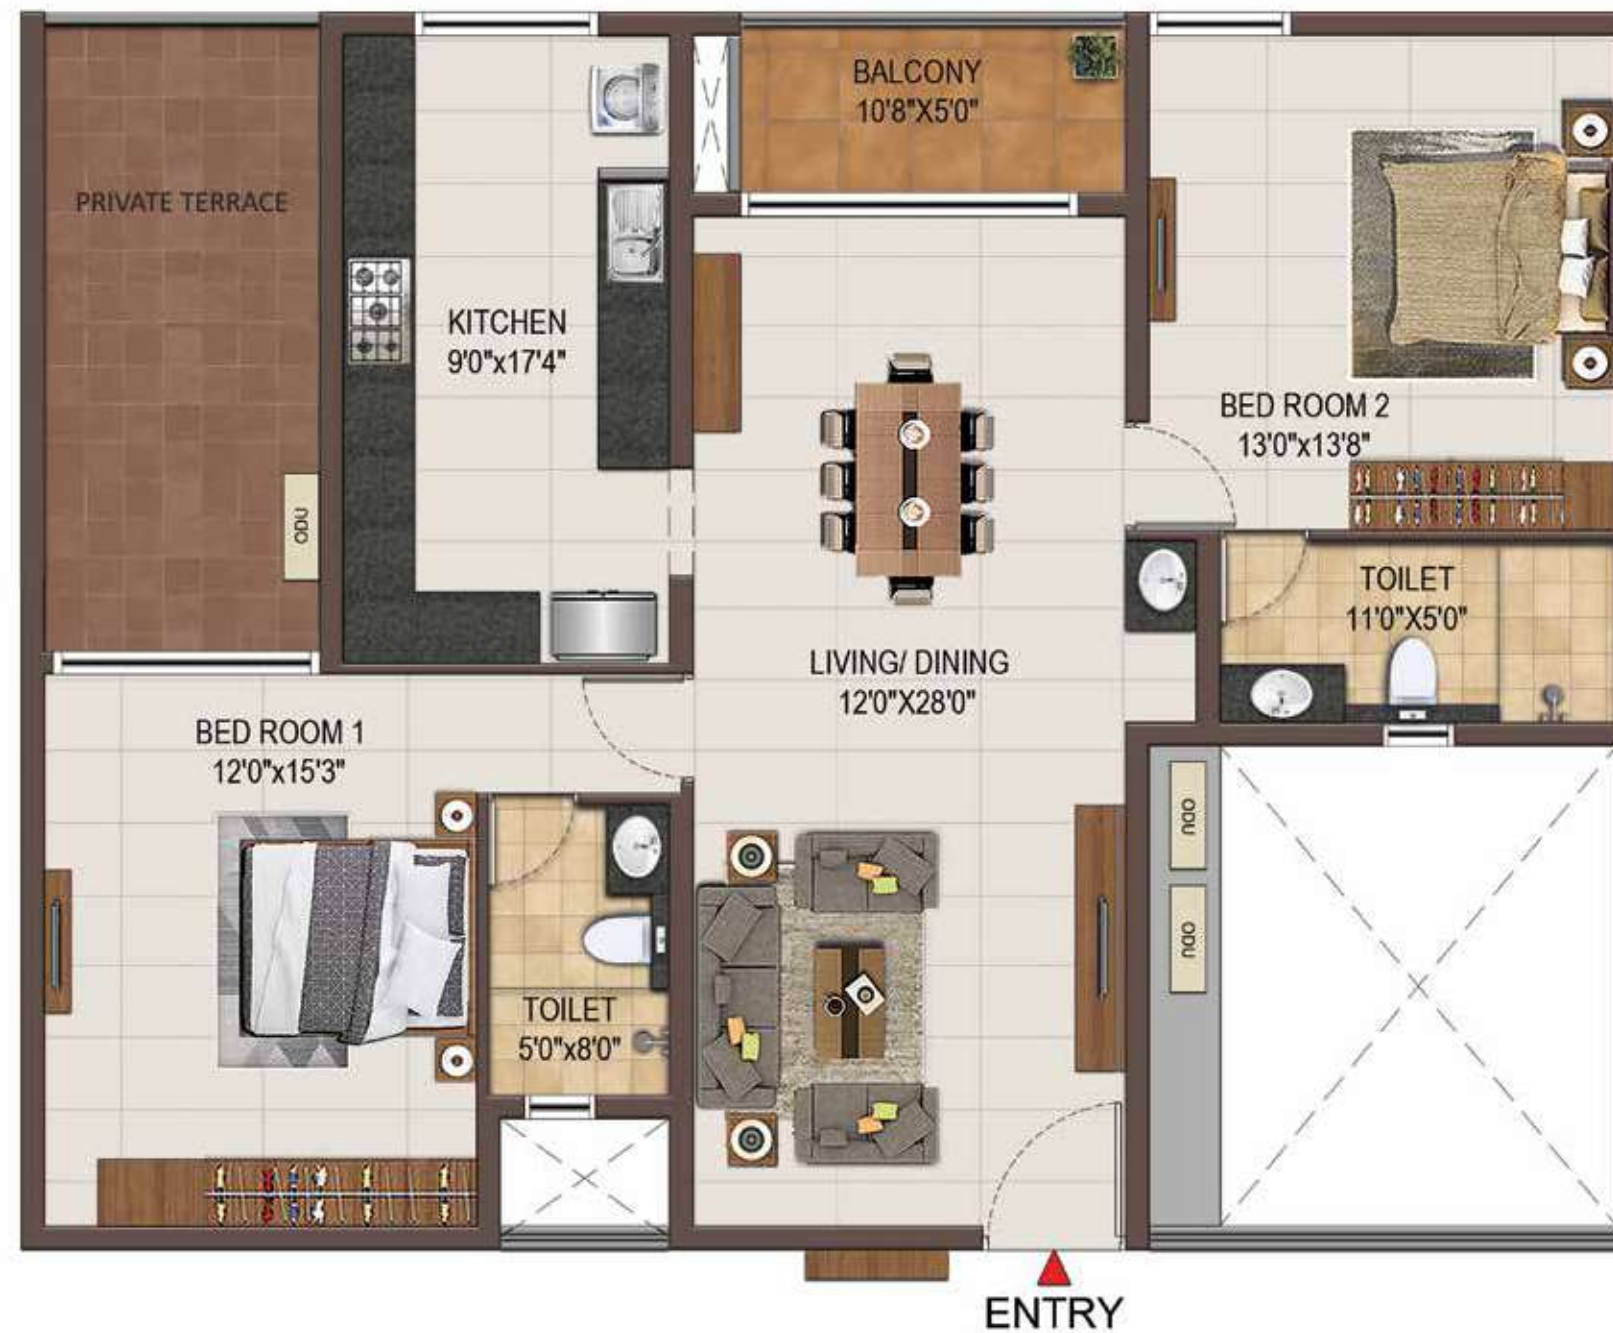 BALCONY
10'8"X5'0"
PRIVATE TERRACE
KITCHEN
9'0"x17'4"
BED ROOM 2
13'0"x13'8"
ODU
TOILET
11'0"X5'0"
LIVING/ DINING
12'0"X28'0"
BED ROOM 1
12'0"x15'3"
ODU
ODU
TOILET
5'0"x8'0"
ENTRY